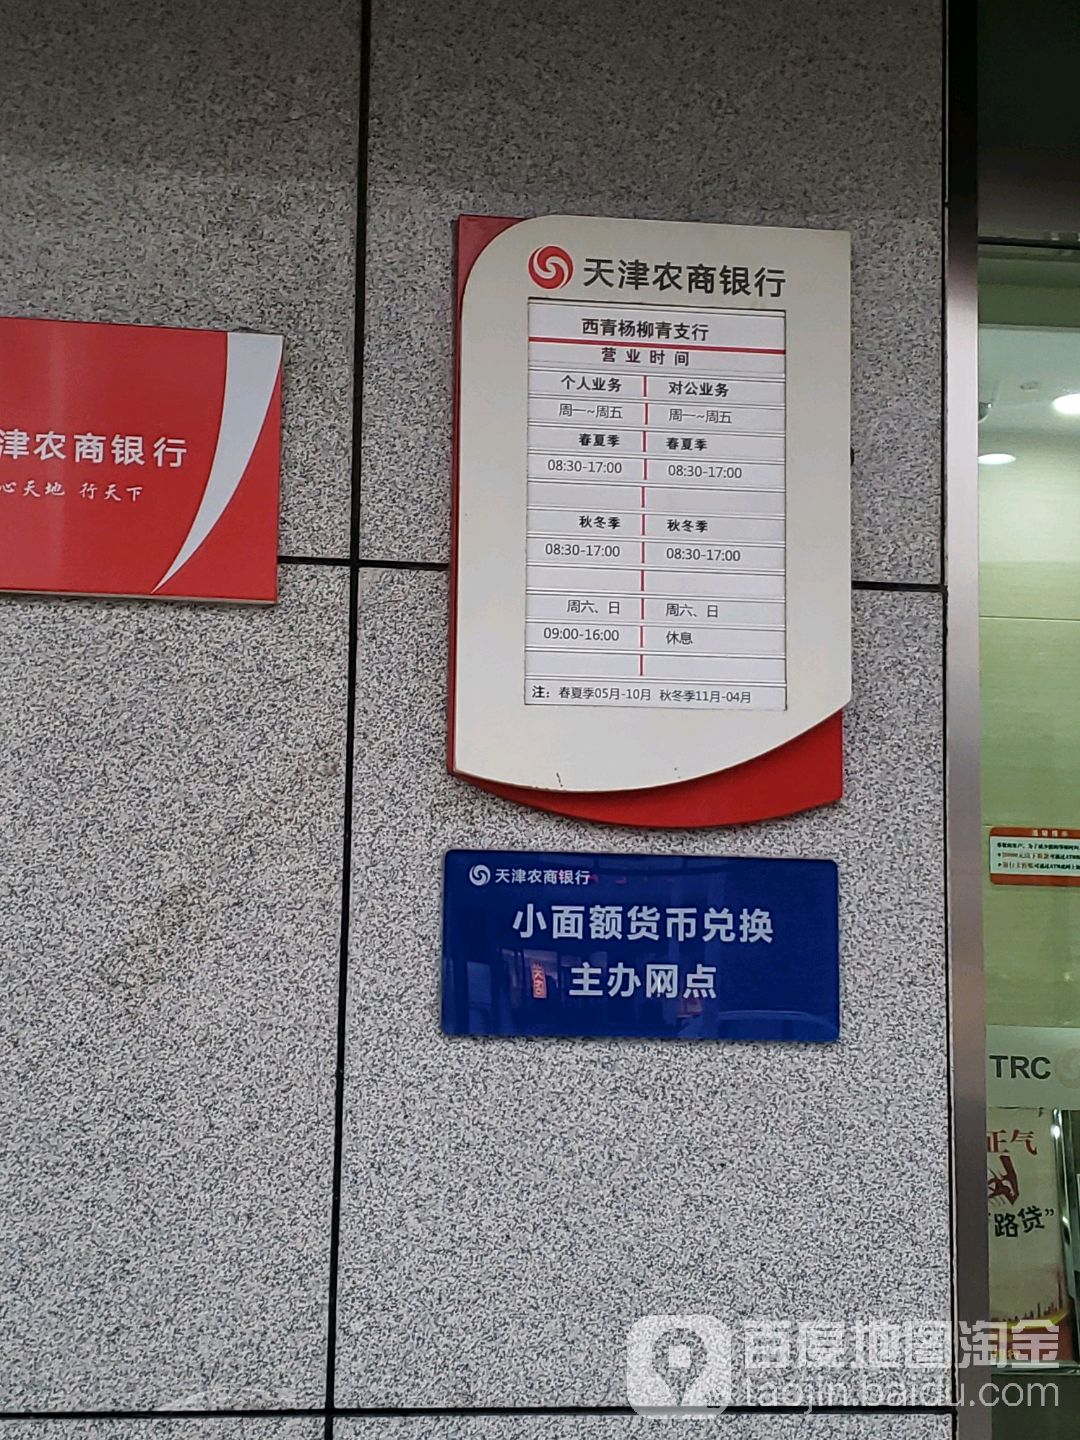 天津农商银行
西青杨柳青支行
营业时间
个人业务 对公业务
周一~周五 周一~周五
春夏季 春夏季
08:30-17:00 08:30-17:00
秋冬季 秋冬季
08:30-17:00 08:30-17:00
周六、日 周六、日
09:00-16:00 休息
注：春夏季05月-10月 秋冬季11月-04月
津农商银行
心天地 行天下
天津农商银行
小面额货币兑换
主办网点
TRC
正气
路贷”
百度地图淘金
taojin.baidu.com